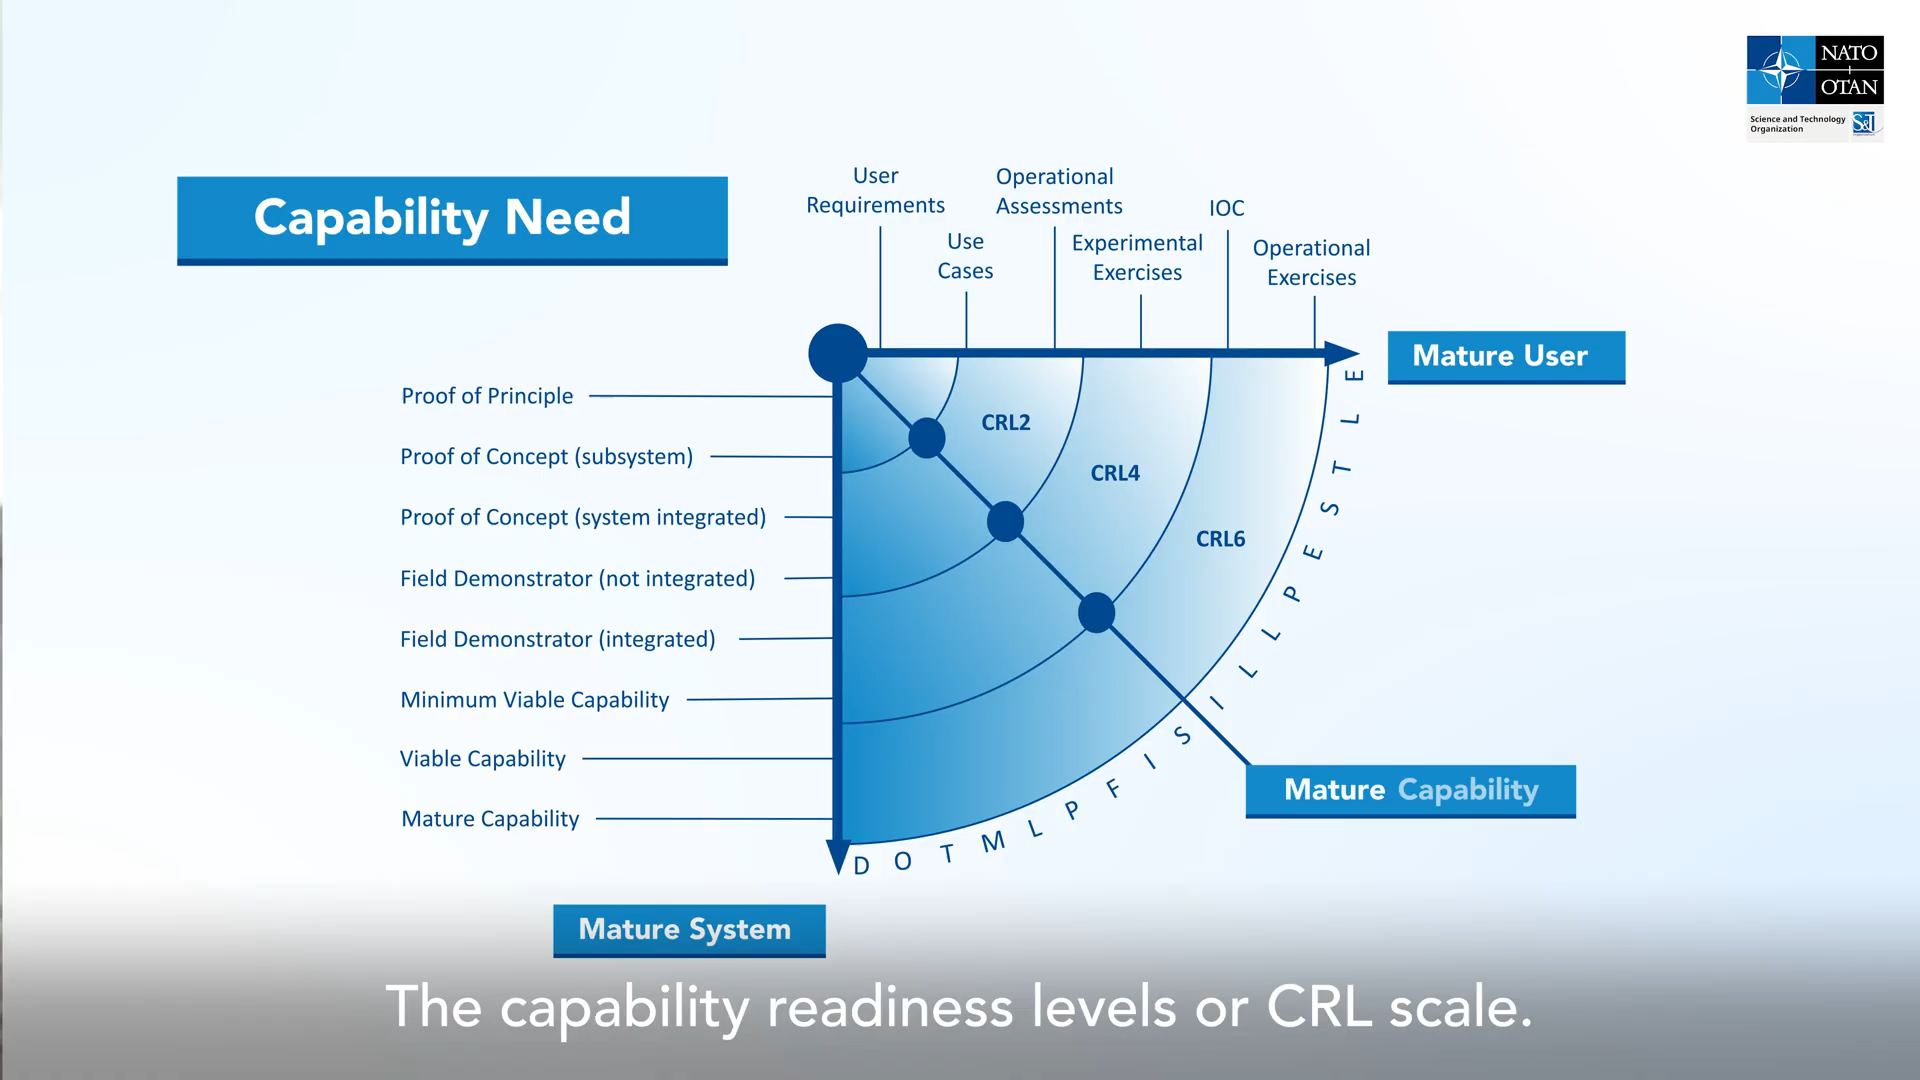 NATO
OTAN
Science and Technology
Organization
S&T
Capability Need
User
Requirements
Use
Cases
Operational
Assessments
Experimental
Exercises
IOC
Operational
Exercises
Mature User
Proof of Principle
Proof of Concept (subsystem)
Proof of Concept (system integrated)
Field Demonstrator (not integrated)
Field Demonstrator (integrated)
Minimum Viable Capability
Viable Capability
Mature Capability
CRL2
CRL4
CRL6
D O T M L P F I S I L L P E S T L E
Mature Capability
Mature System
The capability readiness levels or CRL scale.